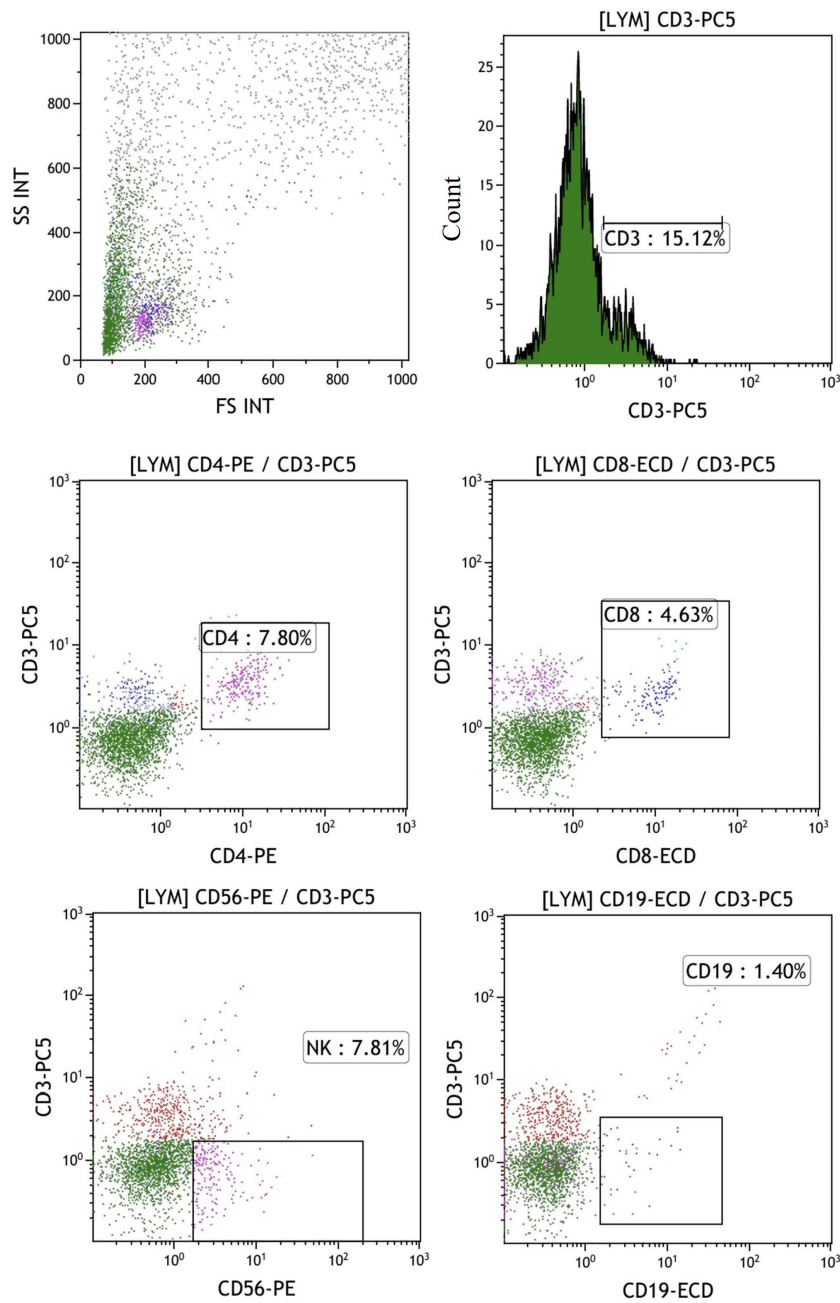 [LYM] CD3-PC5
1000
800
600
400
200
0
SS INT
0 200 400 600 800 1000
FS INT
25
20
15
10
5
0
Count
CD3 : 15.12%
10⁰ 10¹ 10² 10³
CD3-PC5
[LYM] CD4-PE / CD3-PC5
10³
10²
10¹
10⁰
CD3-PC5
CD4 : 7.80%
10⁰ 10¹ 10² 10³
CD4-PE
[LYM] CD8-ECD / CD3-PC5
10³
10²
10¹
10⁰
CD3-PC5
CD8 : 4.63%
10⁰ 10¹ 10² 10³
CD8-ECD
[LYM] CD56-PE / CD3-PC5
10³
10²
10¹
10⁰
CD3-PC5
NK : 7.81%
10⁰ 10¹ 10² 10³
CD56-PE
[LYM] CD19-ECD / CD3-PC5
10³
10²
10¹
10⁰
CD3-PC5
CD19 : 1.40%
10⁰ 10¹ 10² 10³
CD19-ECD